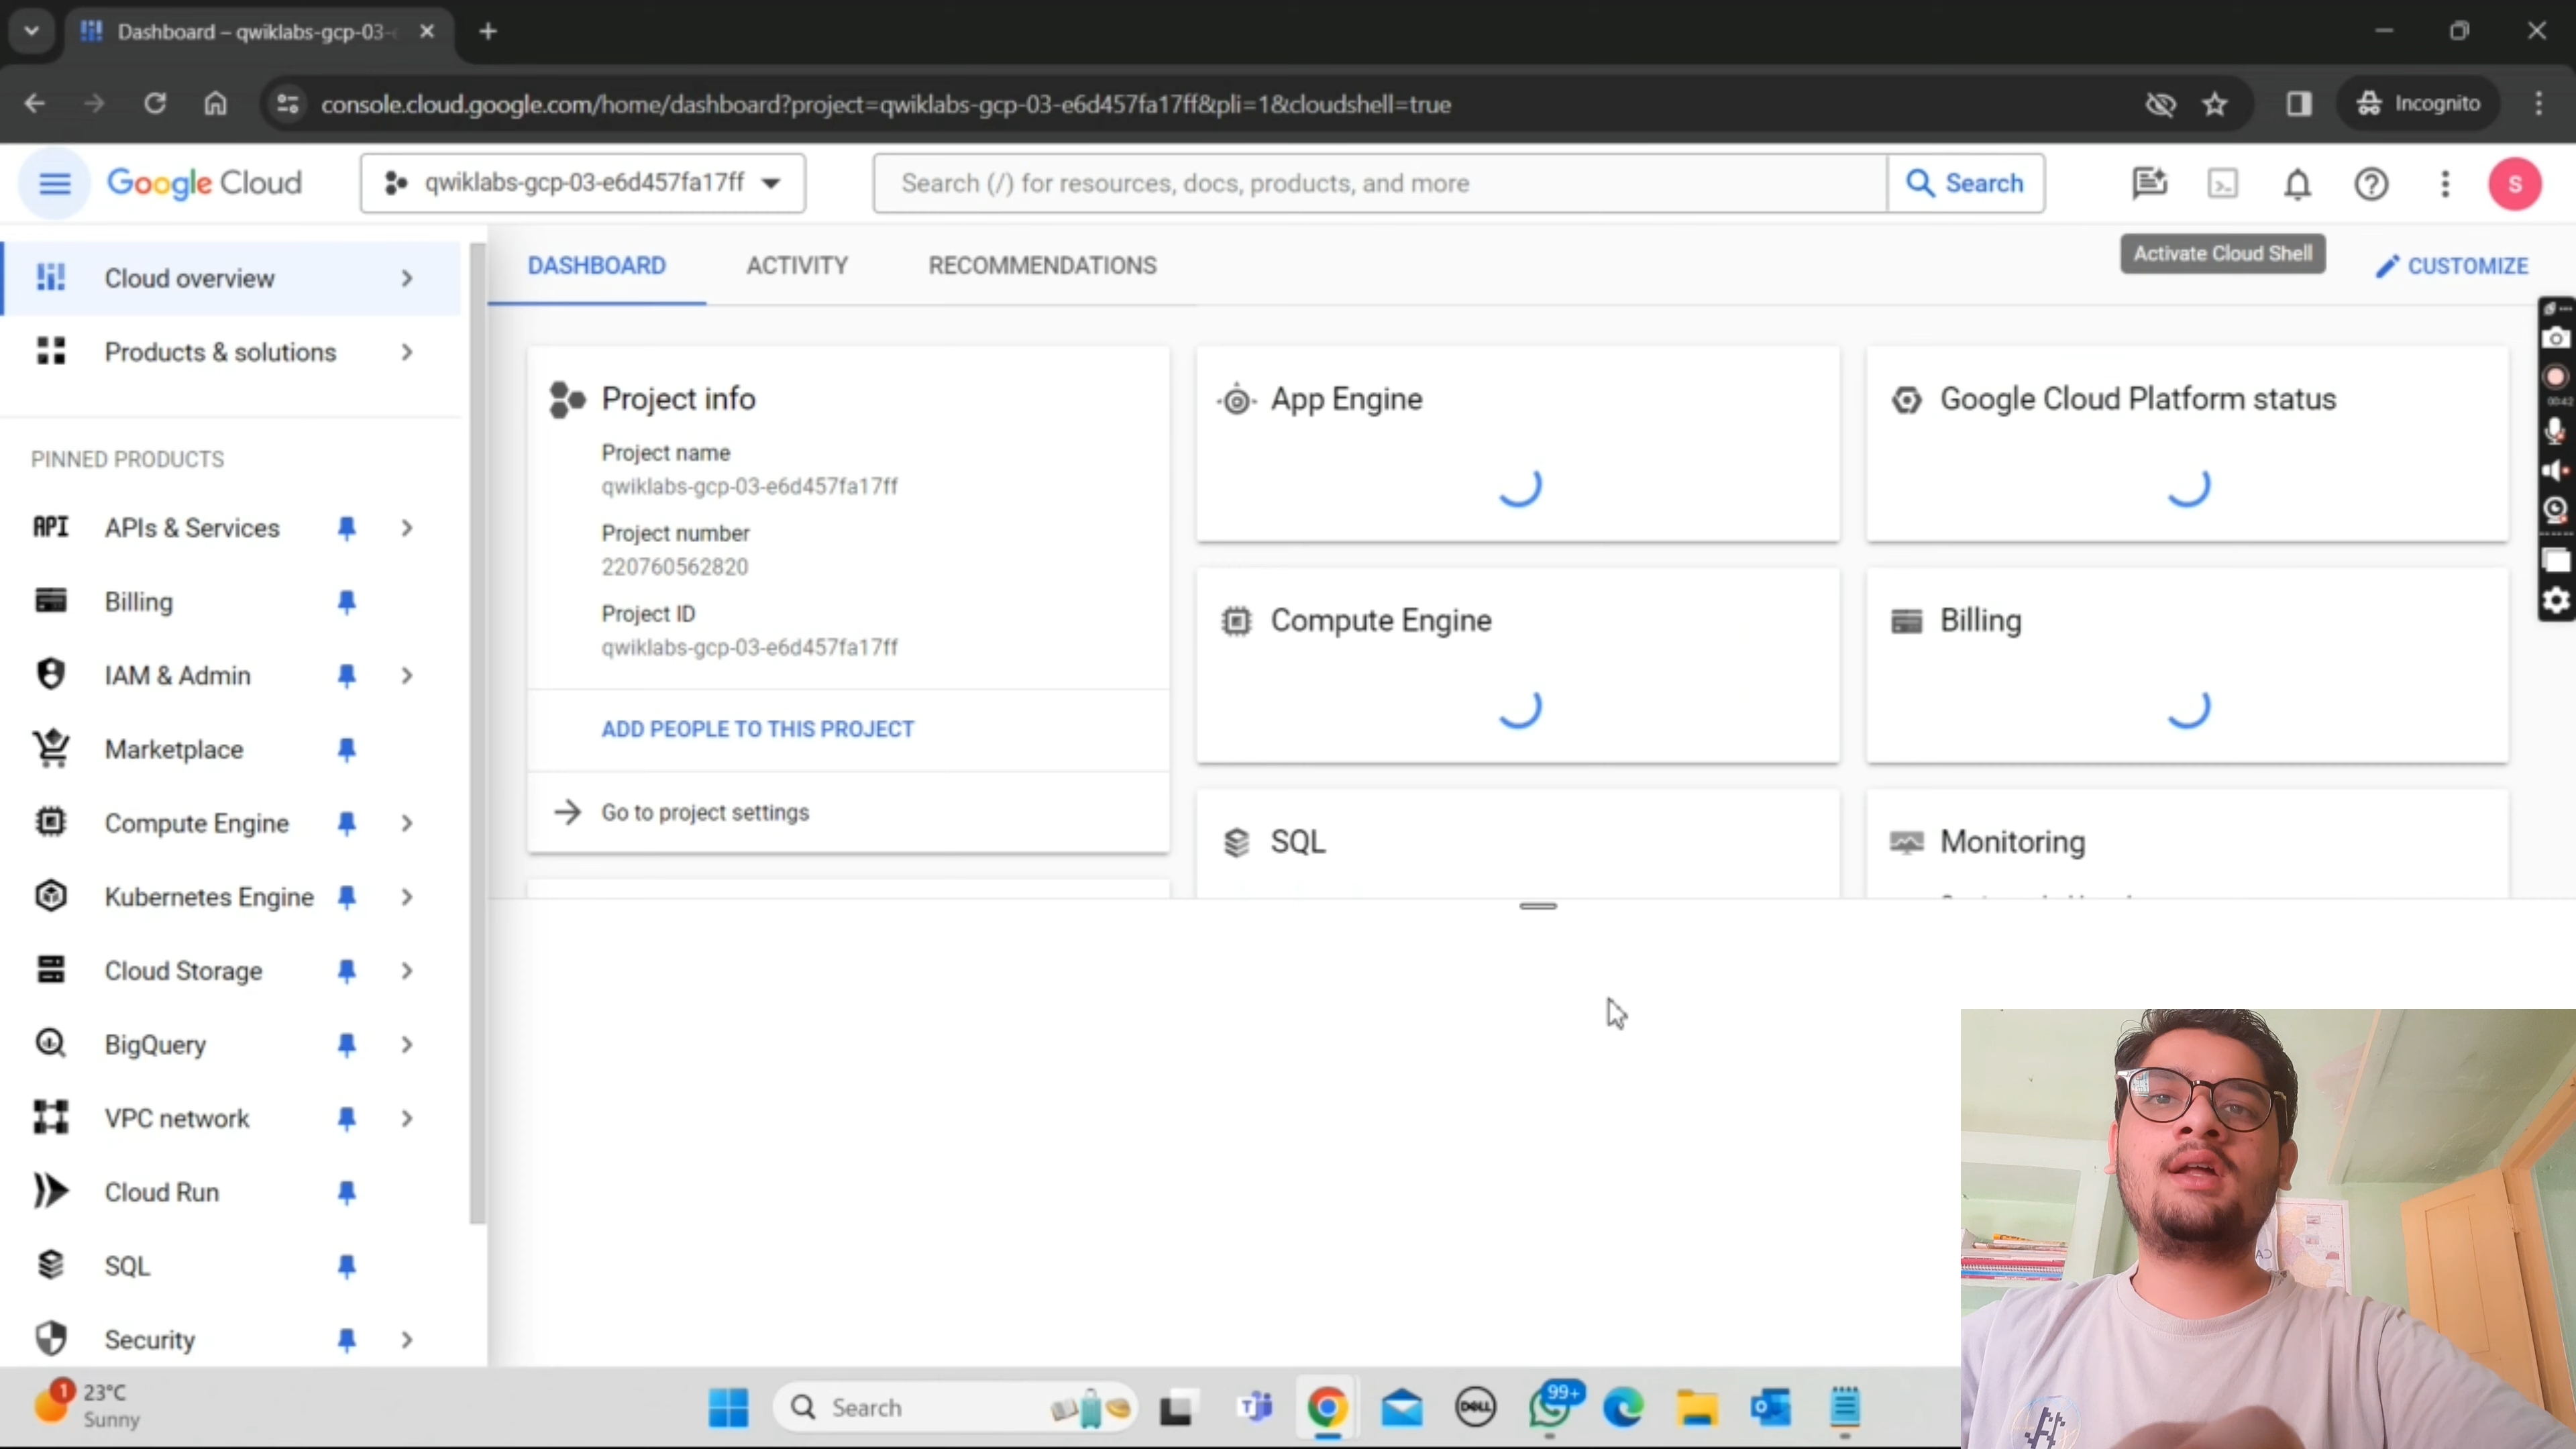 Dashboard – qwiklabs-gcp-03-
console.cloud.google.com/home/dashboard?project=qwiklabs-gcp-03-e6d457fa17ff&pli=1&cloudshell=true
Incognito
Google Cloud
qwiklabs-gcp-03-e6d457fa17ff
Search (/) for resources, docs, products, and more
Search
S
Cloud overview
Products & solutions
PINNED PRODUCTS
API APIs & Services
Billing
IAM & Admin
Marketplace
Compute Engine
Kubernetes Engine
Cloud Storage
BigQuery
VPC network
Cloud Run
SQL
Security
DASHBOARD
ACTIVITY
RECOMMENDATIONS
Activate Cloud Shell
CUSTOMIZE
Project info
Project name
qwiklabs-gcp-03-e6d457fa17ff
Project number
220760562820
Project ID
qwiklabs-gcp-03-e6d457fa17ff
ADD PEOPLE TO THIS PROJECT
Go to project settings
App Engine
Compute Engine
SQL
Google Cloud Platform status
Billing
Monitoring
00:42
1
23°C
Sunny
Search
DELL
99+